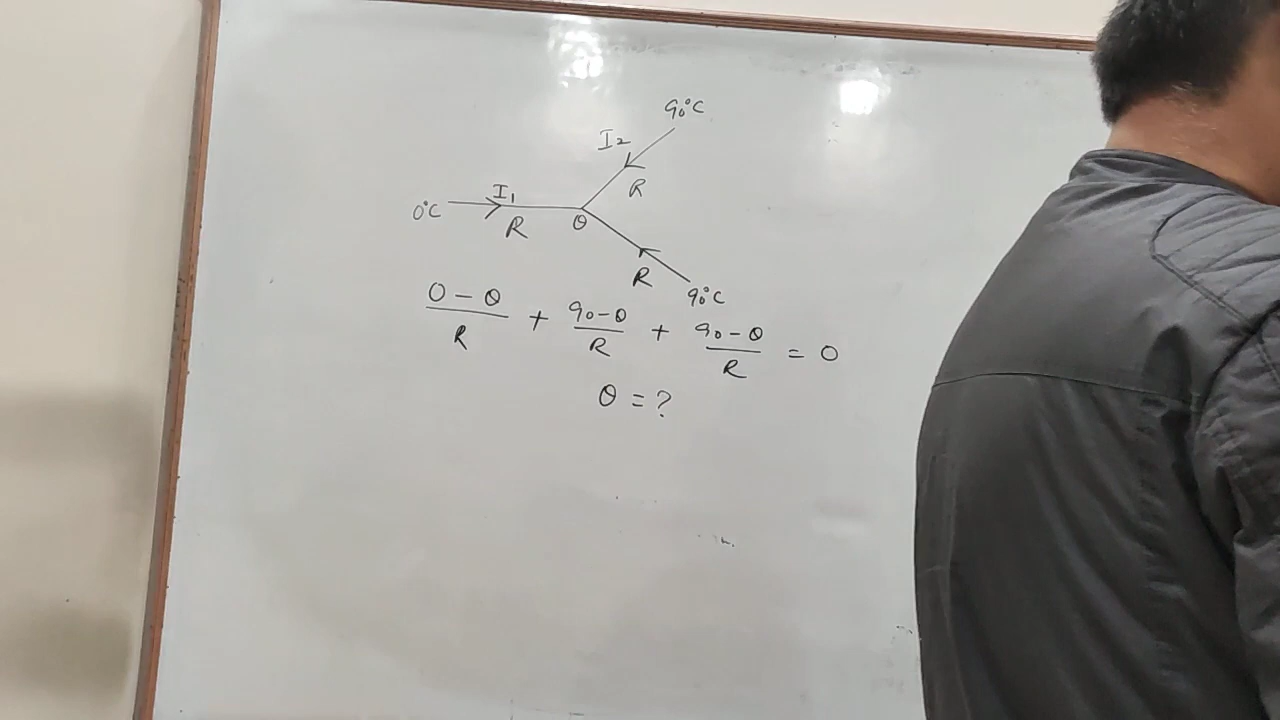 90°C
I2
R
0°C
I1
R
θ
R
90°C
0 - θ / R + 90 - θ / R + 90 - θ / R = 0
θ = ?